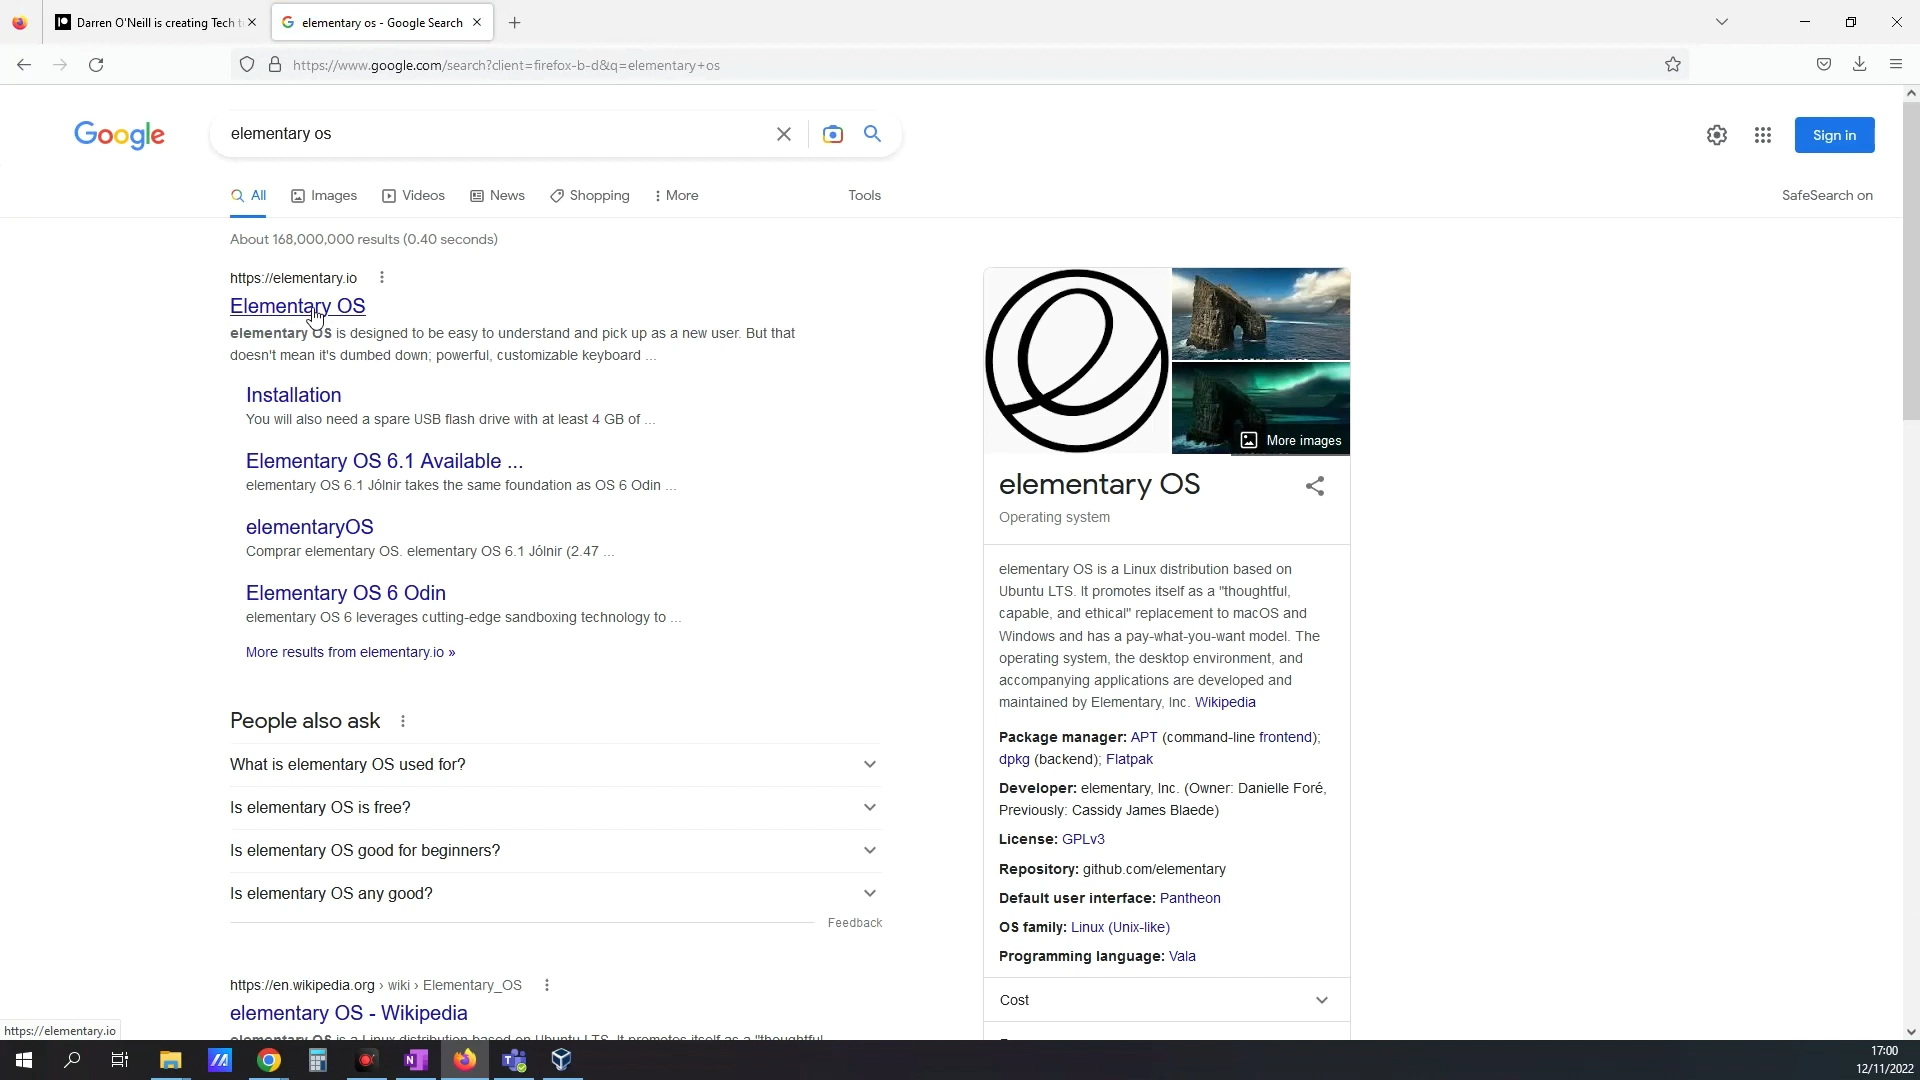 Darren O'Neill is creating Tech t
elementary os - Google Search
https://www.google.com/search?client=firefox-b-d&q=elementary+os
Google
elementary os
Sign in
All
Images
Videos
News
Shopping
More
Tools
SafeSearch on
About 168,000,000 results (0.40 seconds)
https://elementary.io
Elementary OS
elementary OS is designed to be easy to understand and pick up as a new user. But that
doesn't mean it's dumbed down; powerful, customizable keyboard ...
Installation
You will also need a spare USB flash drive with at least 4 GB of ...
Elementary OS 6.1 Available ...
elementary OS 6.1 Jólnir takes the same foundation as OS 6 Odin ...
elementaryOS
Comprar elementary OS. elementary OS 6.1 Jólnir (2.47 ...
Elementary OS 6 Odin
elementary OS 6 leverages cutting-edge sandboxing technology to ...
More results from elementary.io »
People also ask
What is elementary OS used for?
Is elementary OS is free?
Is elementary OS good for beginners?
Is elementary OS any good?
Feedback
https://en.wikipedia.org › wiki › Elementary_OS
elementary OS - Wikipedia
elementary OS is a Linux distribution based on Ubuntu LTS. It promotes itself as a "thoughtful
https://elementary.io
More images
elementary OS
Operating system
elementary OS is a Linux distribution based on
Ubuntu LTS. It promotes itself as a "thoughtful,
capable, and ethical" replacement to macOS and
Windows and has a pay-what-you-want model. The
operating system, the desktop environment, and
accompanying applications are developed and
maintained by Elementary, Inc. Wikipedia
Package manager: APT (command-line frontend);
dpkg (backend); Flatpak
Developer: elementary, Inc. (Owner: Danielle Foré,
Previously: Cassidy James Blaede)
License: GPLv3
Repository: github.com/elementary
Default user interface: Pantheon
OS family: Linux (Unix-like)
Programming language: Vala
Cost
17:00
12/11/2022